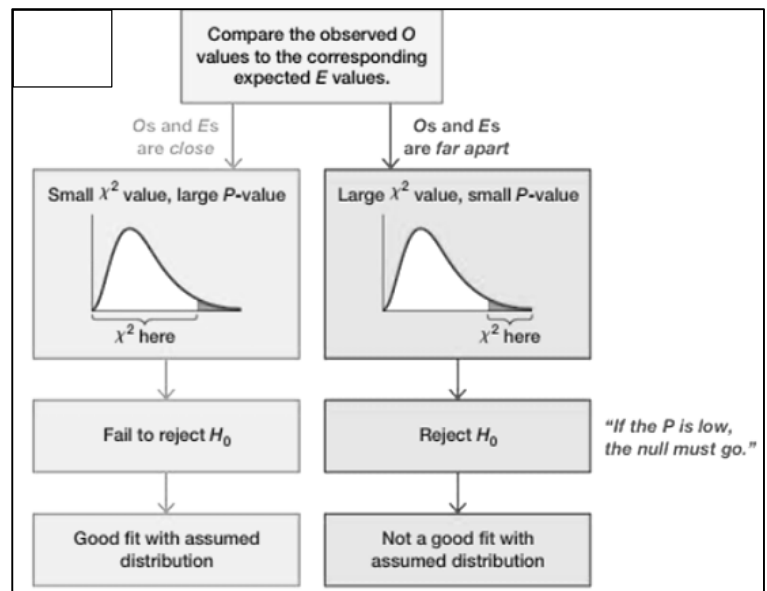 Compare the observed O
values to the corresponding
expected E values.
Os and Es
are close
Os and Es
are far apart
Small χ² value, large P-value
χ² here
Large χ² value, small P-value
χ² here
Fail to reject H₀
Reject H₀
“If the P is low,
the null must go.”
Good fit with assumed
distribution
Not a good fit with
assumed distribution